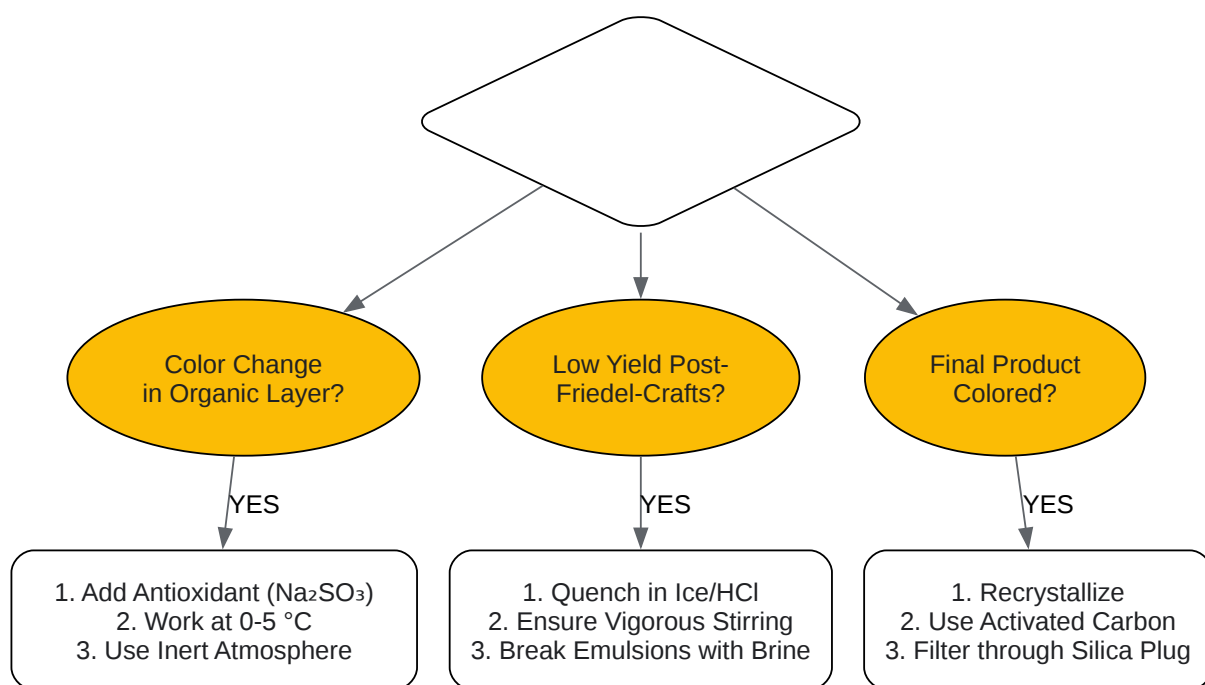 Color Change
in Organic Layer?
Low Yield Post-
Friedel-Crafts?
Final Product
Colored?
YES
YES
YES
1. Add Antioxidant (Na₂SO₃)
2. Work at 0-5 °C
3. Use Inert Atmosphere
1. Quench in Ice/HCl
2. Ensure Vigorous Stirring
3. Break Emulsions with Brine
1. Recrystallize
2. Use Activated Carbon
3. Filter through Silica Plug